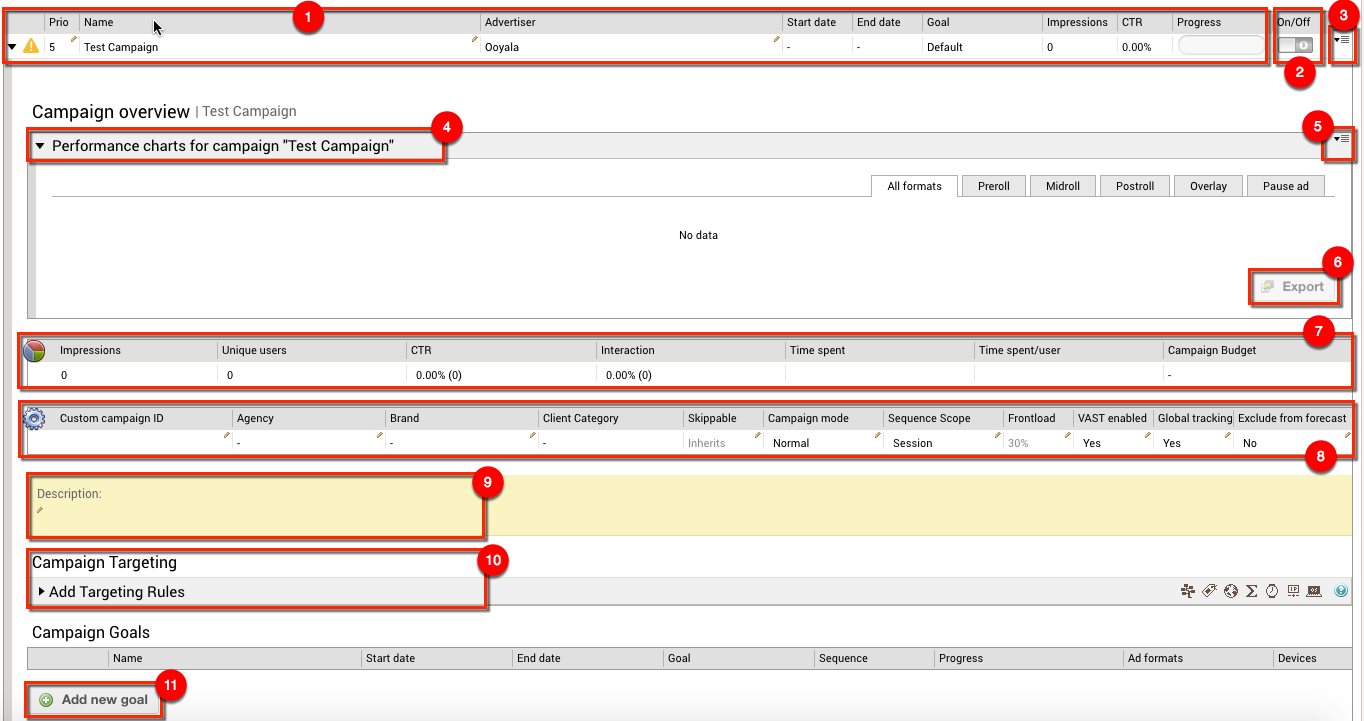 Prio Name Advertiser Start date End date Goal Impressions CTR Progress On/Off
5 Test Campaign Ooyala - - Default 0 0.00%
1
2
3
Campaign overview | Test Campaign
4
5
Performance charts for campaign "Test Campaign"
All formats Preroll Midroll Postroll Overlay Pause ad
No data
6
Export
7
Impressions Unique users CTR Interaction Time spent Time spent/user Campaign Budget
0 0 0.00% (0) 0.00% (0) -
Custom campaign ID Agency Brand Client Category Skippable Campaign mode Sequence Scope Frontload VAST enabled Global tracking Exclude from forecast
- - - Inherits Normal Session 30% Yes Yes No
8
9
Description:
10
Campaign Targeting
Add Targeting Rules
Campaign Goals
Name Start date End date Goal Sequence Progress Ad formats Devices
11
Add new goal